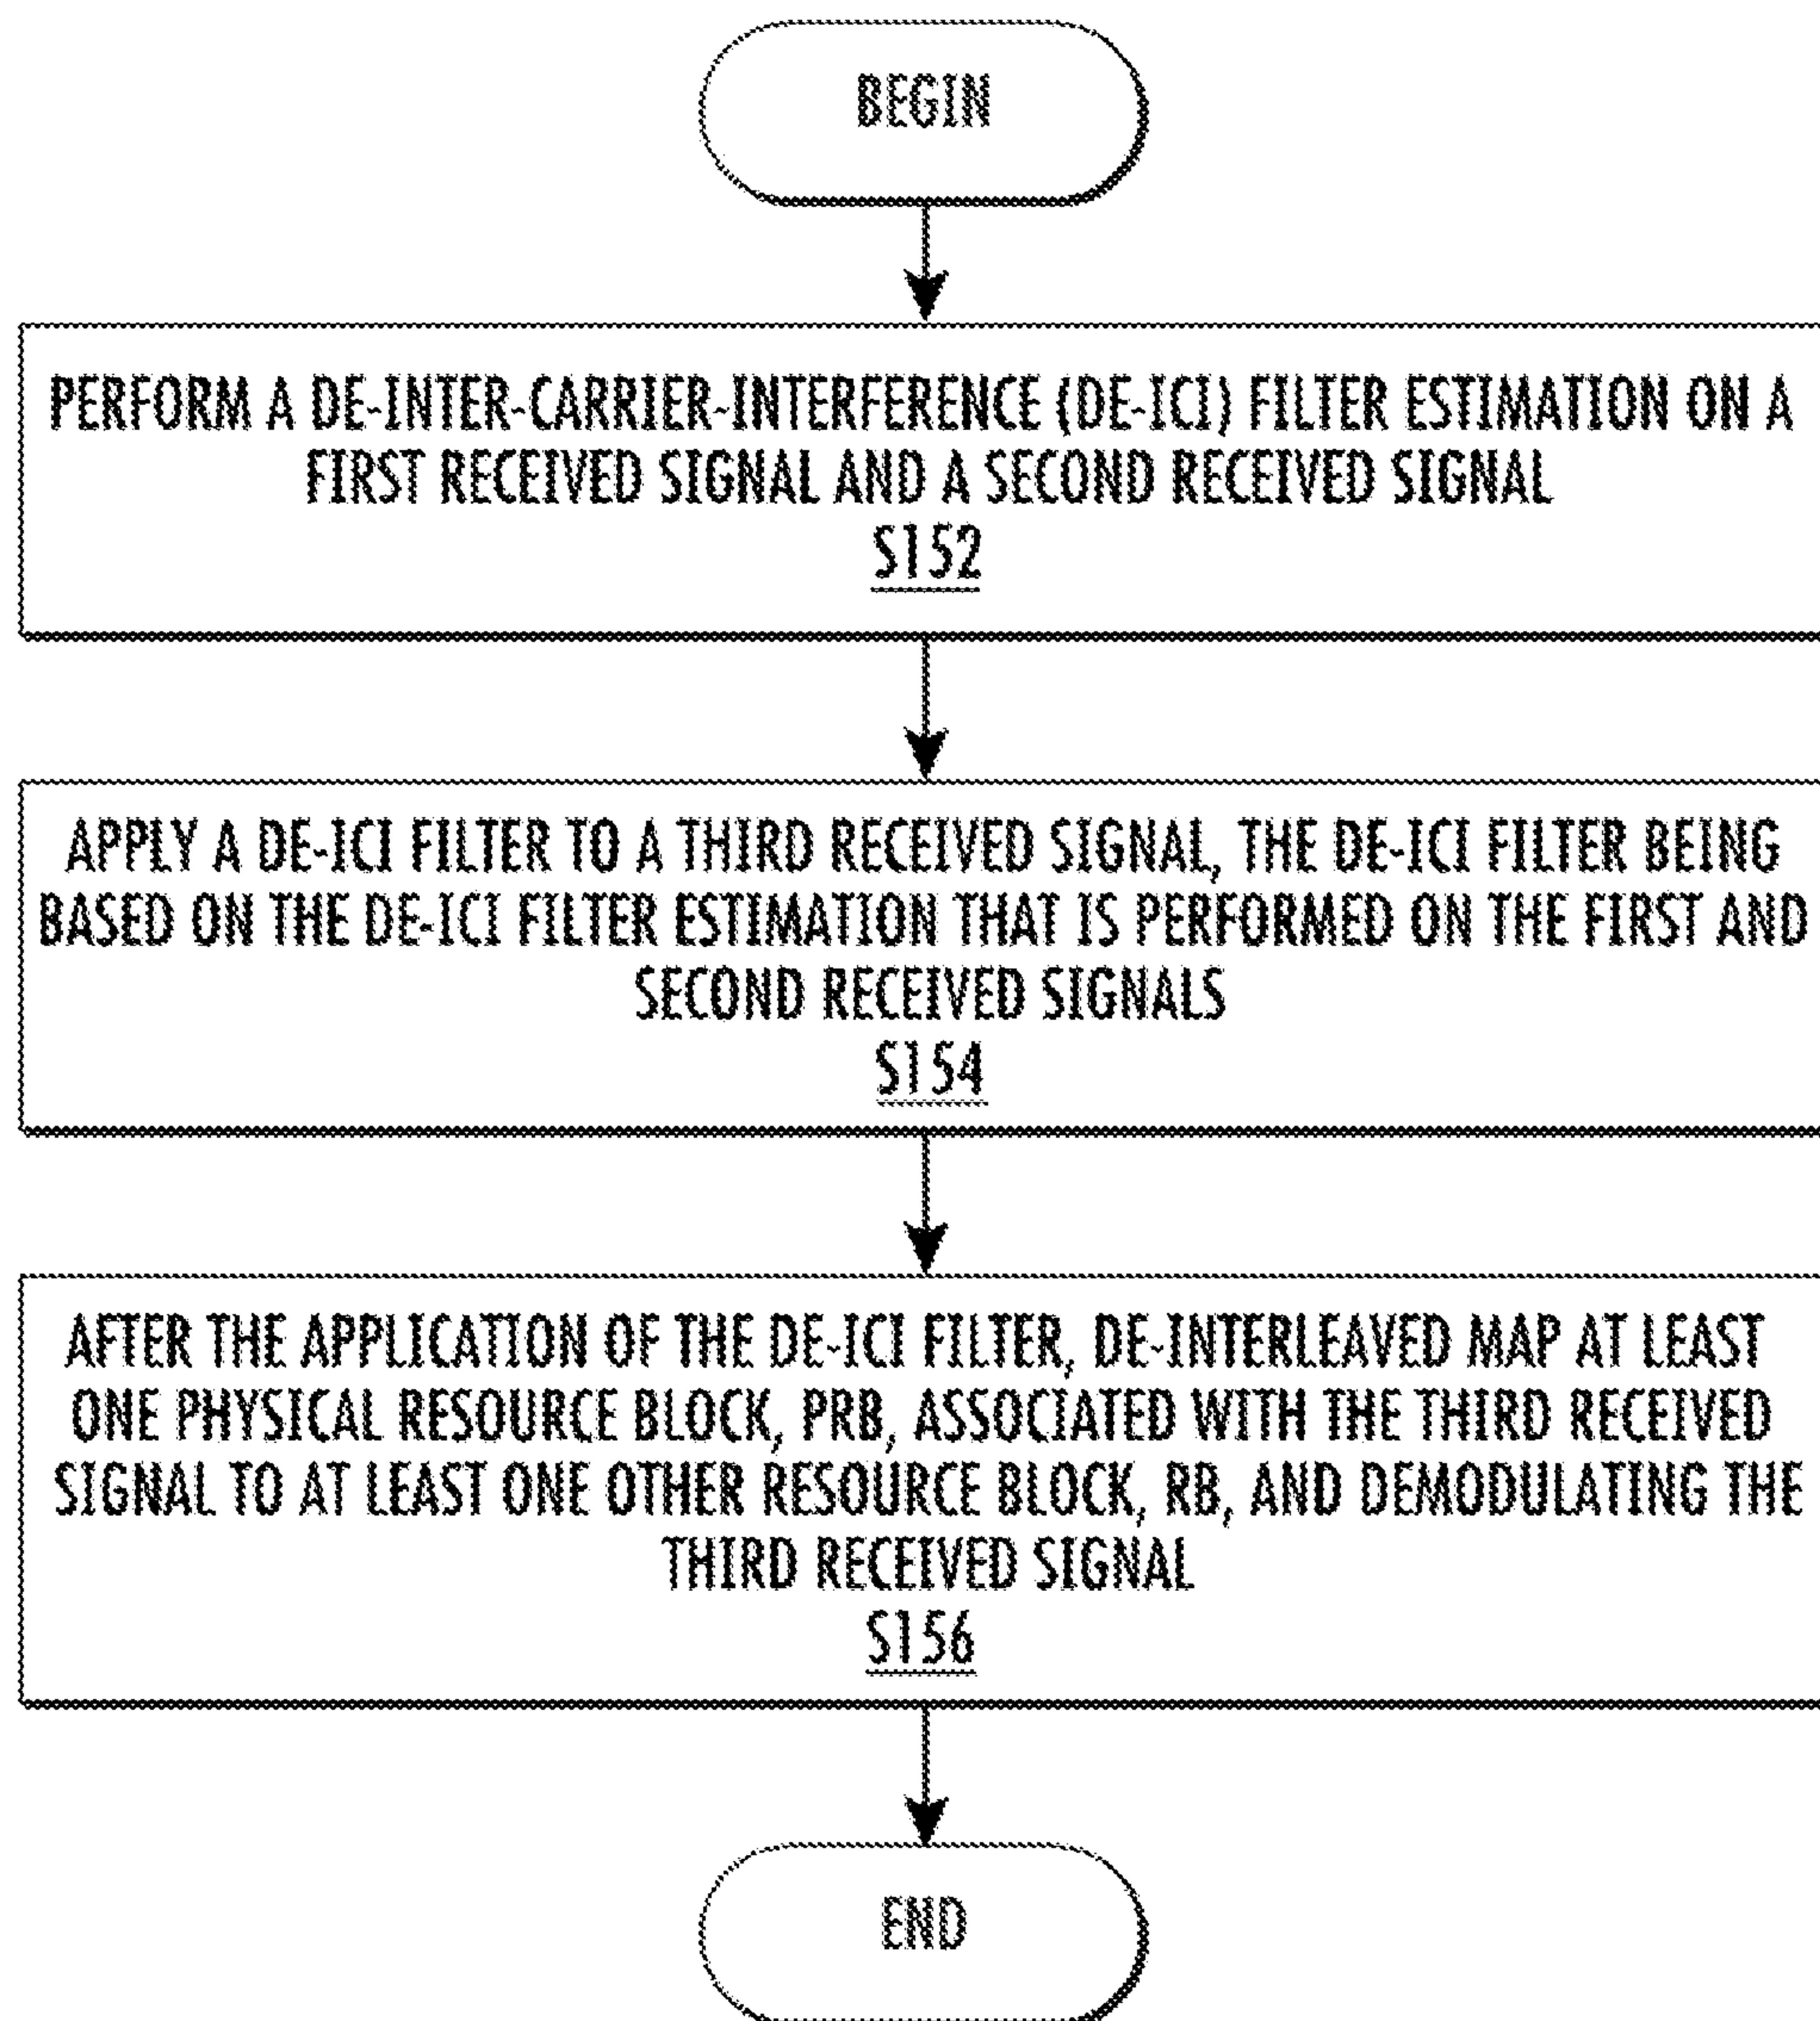 BEGIN
PERFORM A DE-INTER-CARRIER-INTERFERENCE (DE-ICI) FILTER ESTIMATION ON A
FIRST RECEIVED SIGNAL AND A SECOND RECEIVED SIGNAL
S152
APPLY A DE-ICI FILTER TO A THIRD RECEIVED SIGNAL, THE DE-ICI FILTER BEING
BASED ON THE DE-ICI FILTER ESTIMATION THAT IS PERFORMED ON THE FIRST AND
SECOND RECEIVED SIGNALS
S154
AFTER THE APPLICATION OF THE DE-ICI FILTER, DE-INTERLEAVED MAP AT LEAST
ONE PHYSICAL RESOURCE BLOCK, PRB, ASSOCIATED WITH THE THIRD RECEIVED
SIGNAL TO AT LEAST ONE OTHER RESOURCE BLOCK, RB, AND DEMODULATING THE
THIRD RECEIVED SIGNAL
S156
END